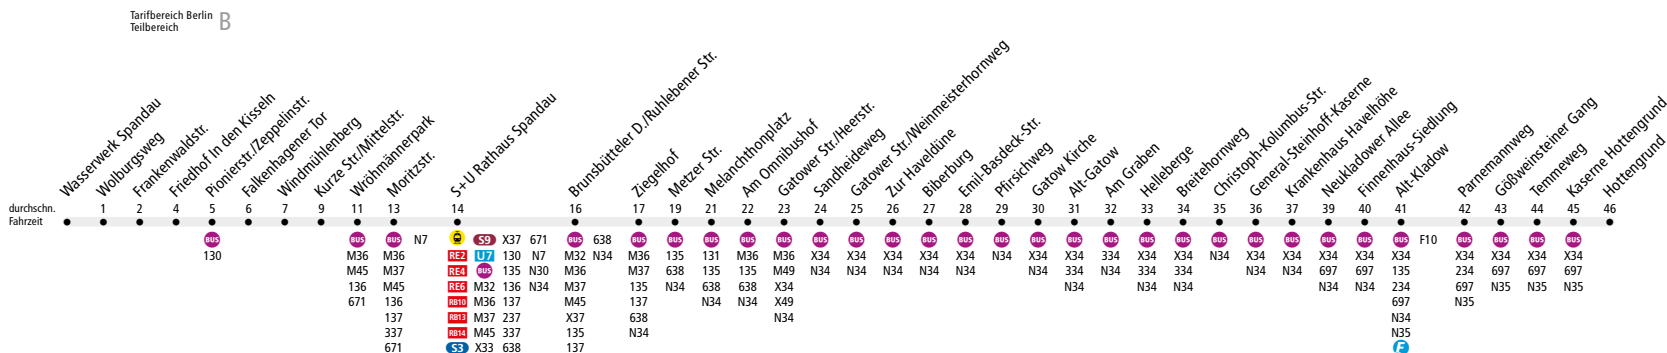 Tarifbereich Berlin
Teilbereich B
Wasserwerk Spandau
Wolburgsweg
Frankenwaldstr.
Friedhof In den Kisseln
Pionierstr./Zeppelinstr.
Falkenhagener Tor
Windmühlenberg
Kurze Str./Mittelstr.
Wröhmännerpark
Moritzstr.
S+U Rathaus Spandau
Brunsbütteler D./Ruhlebener Str.
Ziegelhof
Metzer Str.
Melanchthonplatz
Am Omnibushof
Gatower Str./Heerstr.
Sandheideweg
Gatower Str./Weinmeisterhornweg
Zur Haveldüne
Biberburg
Emil-Basdeck-Str.
Pfirsichweg
Gatow Kirche
Alt-Gatow
Am Graben
Helleberge
Breitehornweg
Christoph-Kolumbus-Str.
General-Steinhoff-Kaserne
Krankenhaus Havelhöhe
Neukladower Allee
Finnenhaus-Siedlung
Alt-Kladow
Parnemannweg
Gößweinsteiner Gang
Temmeweg
Kaserne Hottengrund
Hottengrund
durchschn. 1 2 4 5 6 7 9 11 13 14 16 17 19 21 22 23 24 25 26 27 28 29 30 31 32 33 34 35 36 37 39 40 41 42 43 44 45 46
Fahrzeit
BUS BUS BUS N7 S9 X37 671 BUS 638 BUS BUS BUS BUS BUS BUS BUS BUS BUS BUS BUS BUS BUS BUS BUS BUS BUS BUS BUS BUS BUS BUS F10 BUS BUS BUS BUS
130 M36 M36 RE2 U7 130 N7 M32 N34 M36 135 131 M36 M36 X34 X34 X34 X34 X34 N34 X34 X34 334 X34 X34 N34 X34 X34 X34 X34 X34 X34 X34 X34 X34
M45 M37 RE4 BUS 135 N30 M36 M37 638 135 135 M49 N34 N34 N34 N34 N34 N34 334 N34 334 334 N34 N34 697 697 135 234 697 697 697
136 M45 RE6 M32 136 N34 M37 135 N34 638 638 X34 N34 N34 N34 N34 N34 234 697 N35 N35 N35
671 136 RB10 M36 137 M45 137 N34 N34 X49 697 N35
137 RB13 M37 237 X37 638 N34 N34
337 RB14 M45 337 135 N34 N35
671 S3 X33 638 137 F